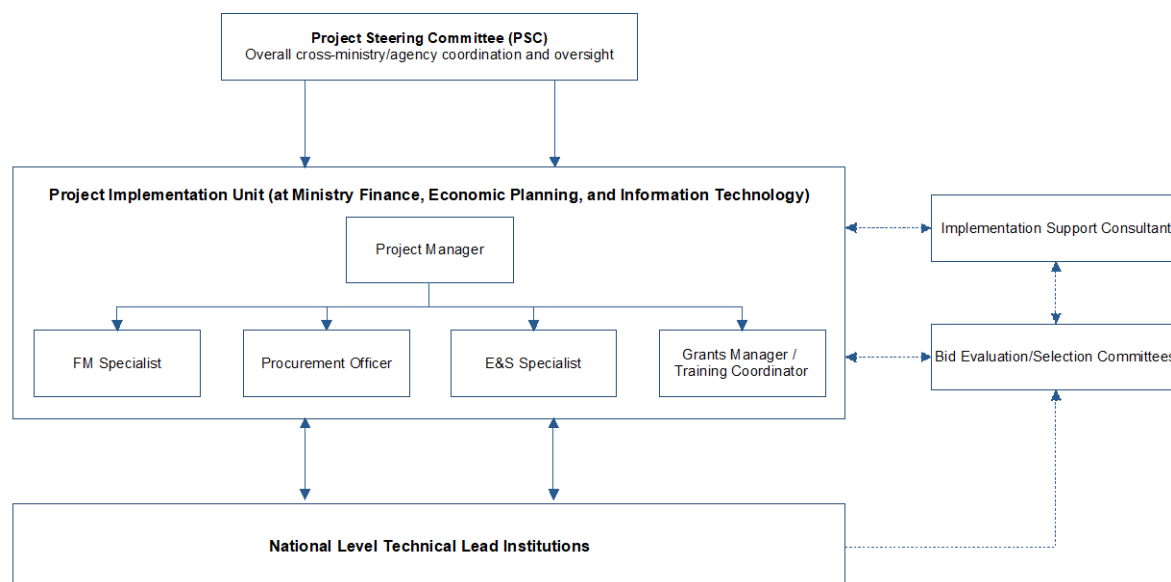 Project Steering Committee (PSC)
Overall cross-ministry/agency coordination and oversight
Project Implementation Unit (at Ministry Finance, Economic Planning, and Information Technology)
Project Manager
FM Specialist
Procurement Officer
E&S Specialist
Grants Manager /
Training Coordinator
Implementation Support Consultant
Bid Evaluation/Selection Committees
National Level Technical Lead Institutions